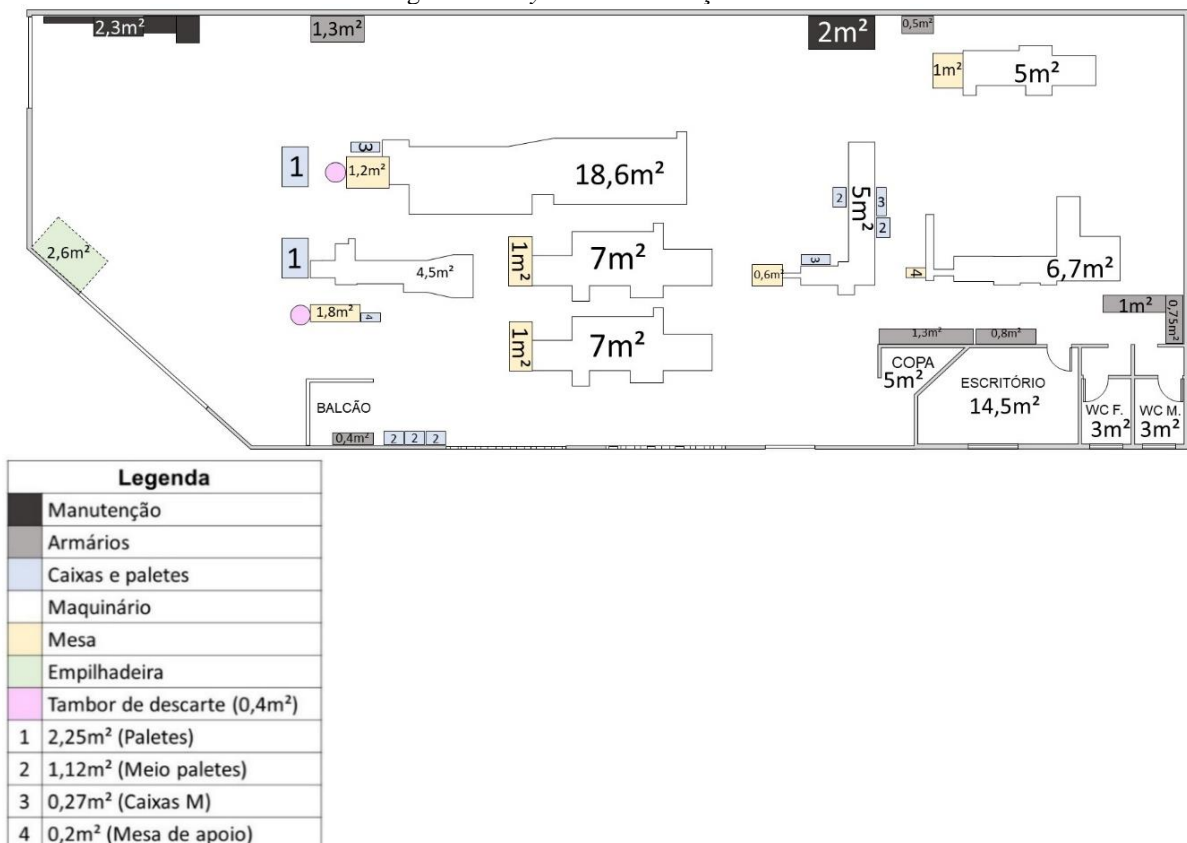 2,3m²
1,3m²
2m²
0,5m²
1m²
5m²
3
1
1,2m²
18,6m²
5m²
2
3
2
2,6m²
1
4,5m²
1m²
7m²
3
0,6m²
4
6,7m²
1,8m²
4
1m²
7m²
1m²
0,75m²
1,3m²
0,8m²
COPA
5m²
ESCRITÓRIO
14,5m²
BALCÃO
WC F.
3m²
WC M.
3m²
0,4m²
2
2
2
Legenda
Manutenção
Armários
Caixas e paletes
Maquinário
Mesa
Empilhadeira
Tambor de descarte (0,4m²)
1 2,25m² (Paletes)
2 1,12m² (Meio paletes)
3 0,27m² (Caixas M)
4 0,2m² (Mesa de apoio)